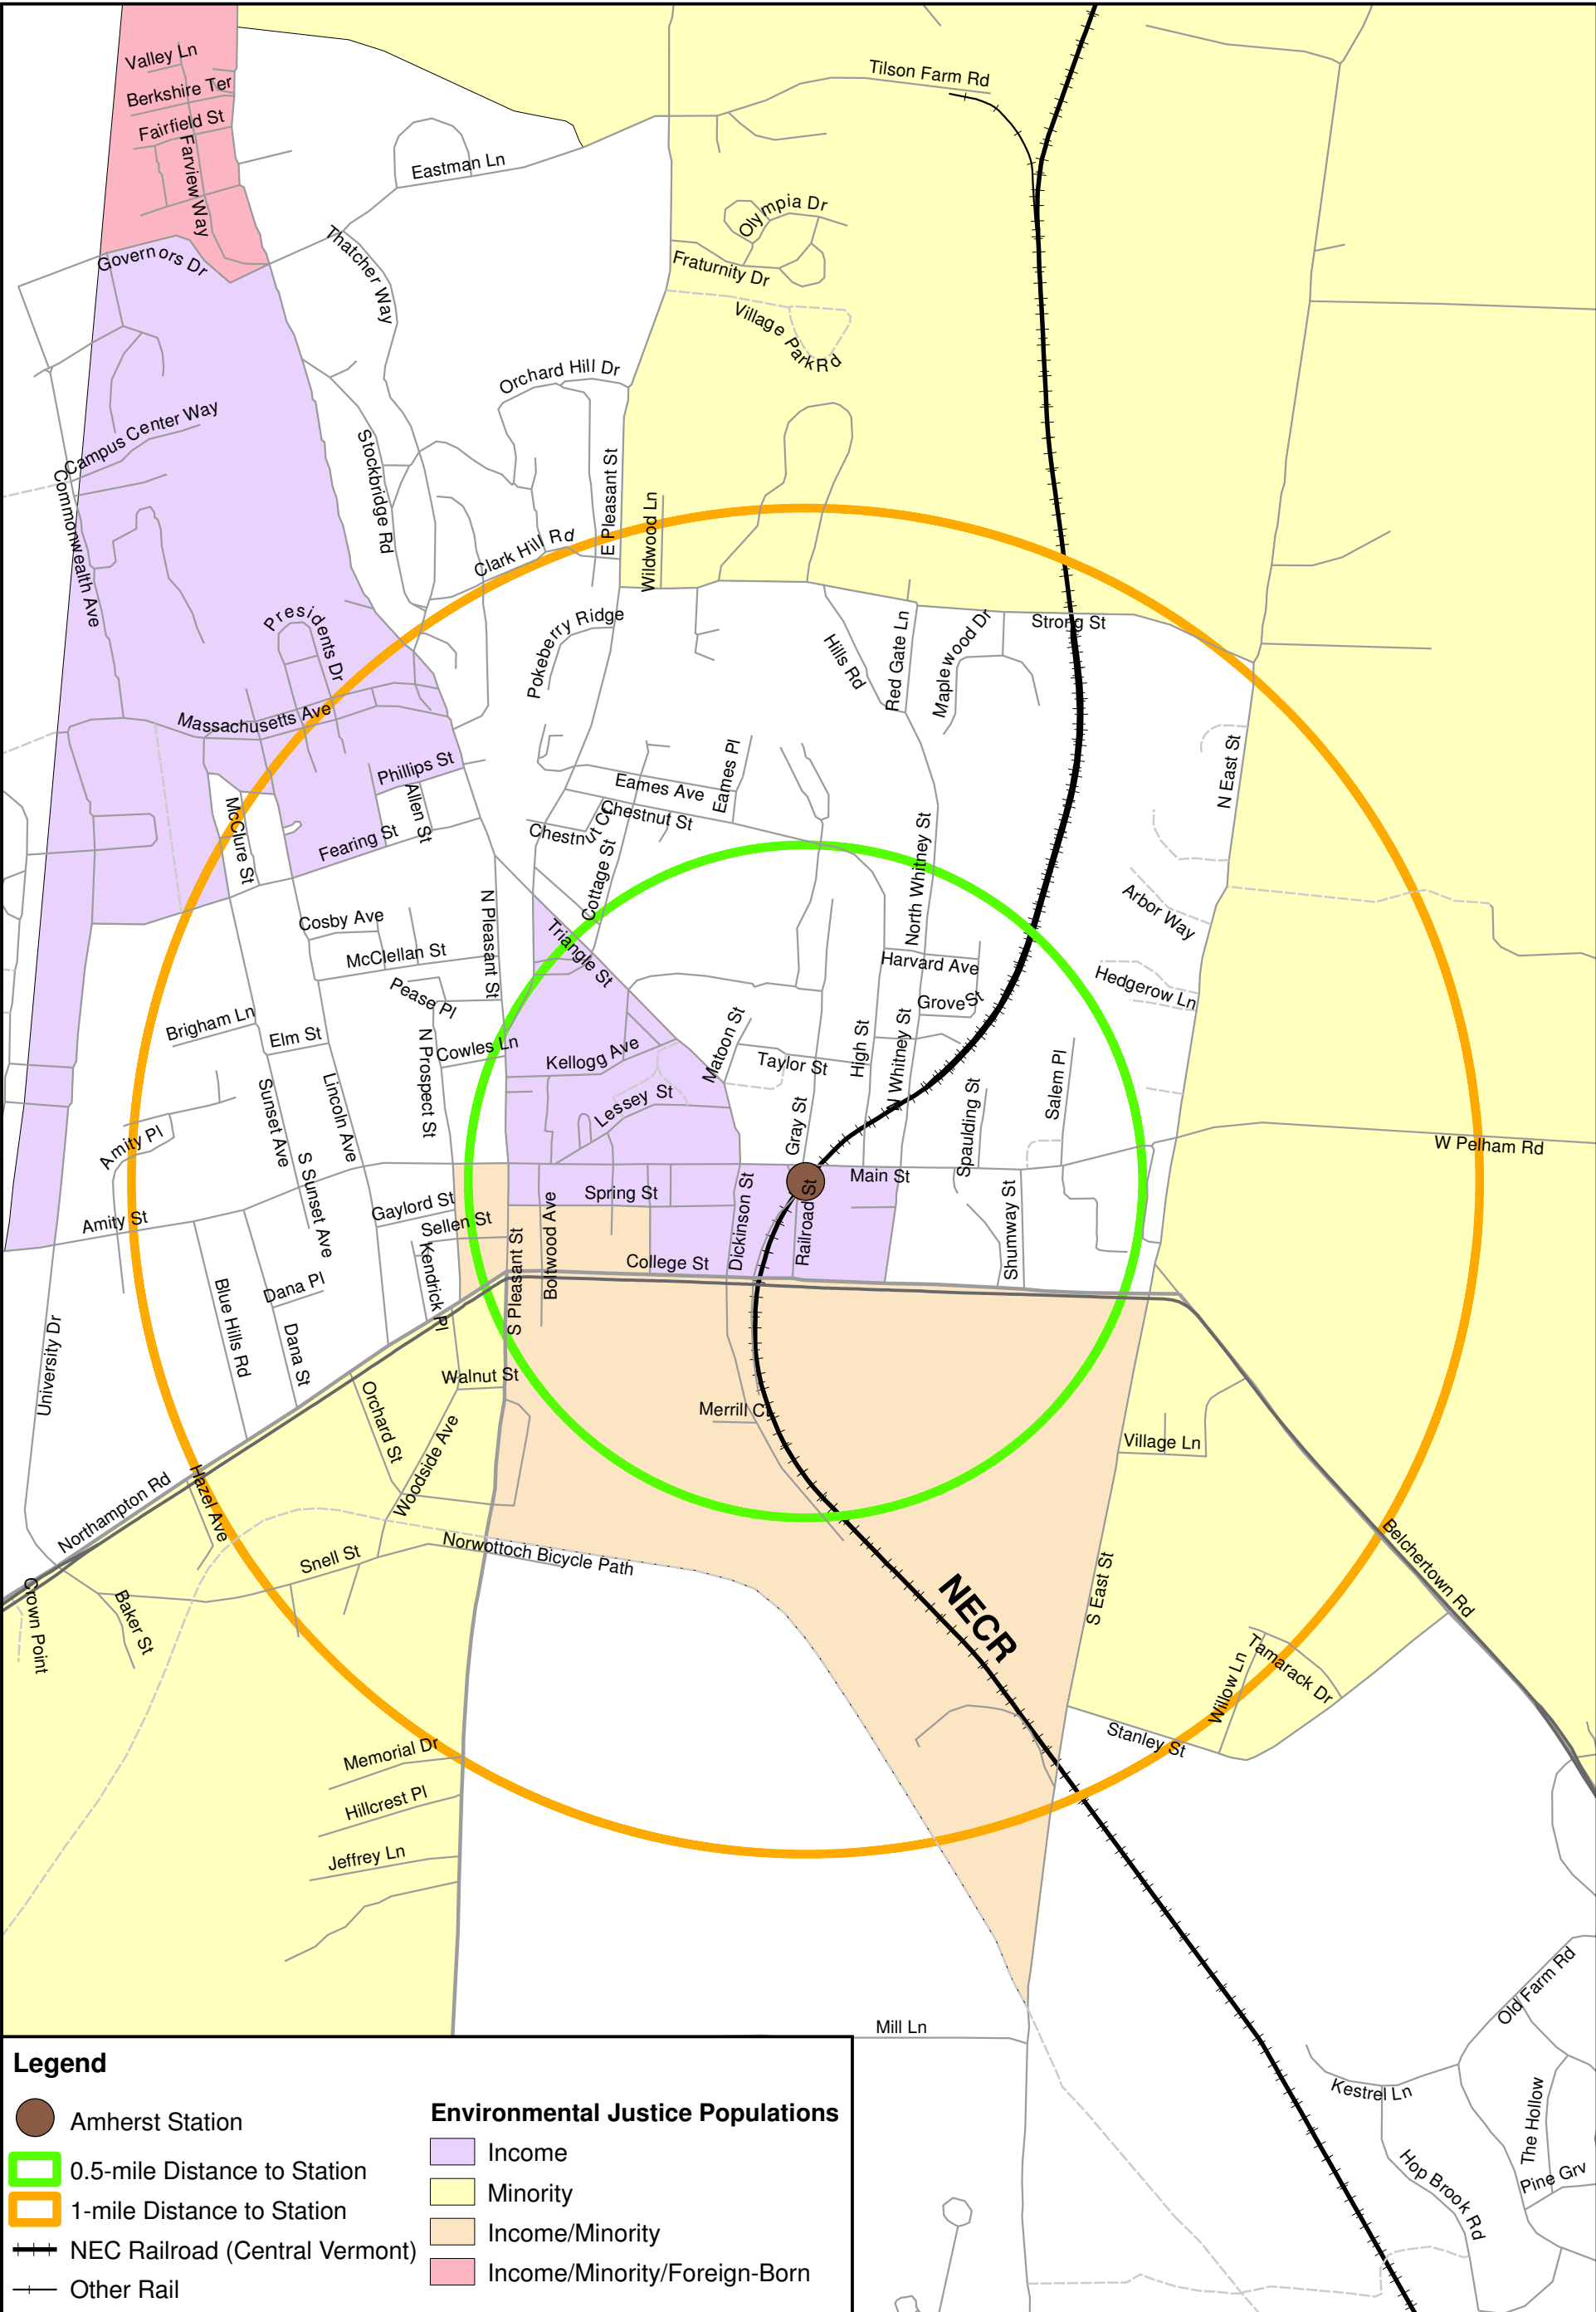 Valley Ln
Tilson Farm Rd
Berkshire Ter
Fairfield St
Farview Way
Eastman Ln
Olympia Dr
Thatcher Way
Governors Dr
Fraturnity Dr
Village Park Rd
Orchard Hill Dr
Campus Center Way
Stockbridge Rd
Commonwealth Ave
E Pleasant St
Wildwood Ln
Clark Hill Rd
Presidents Dr
Pokeberry Ridge
Hills Rd
Red Gate Ln
Maplewood Dr
Strong St
Massachusetts Ave
Phillips St
Eames Ave
Eames Pl
N East St
Allen St
McClure St
Chestnut St
Chestnut Ct
Fearing St
Cottage St
North Whitney St
Cosby Ave
N Pleasant St
Triangle St
Arbor Way
McClellan St
Harvard Ave
Hedgerow Ln
Pease Pl
Grove St
Brigham Ln
Elm St
N Prospect St
Cowles Ln
Kellogg Ave
Matoon St
Taylor St
High St
N Whitney St
Salem Pl
Sunset Ave
Lincoln Ave
Lessey St
Gray St
Spaulding St
Amity Pl
W Pelham Rd
S Sunset Ave
Main St
Amity St
Gaylord St
Sellen St
Spring St
Dickinson St
Railroad St
Shumway St
Boltwood Ave
S Pleasant St
College St
Kendrick Pl
Dana Pl
Blue Hills Rd
Dana St
University Dr
Walnut St
Orchard St
Woodside Ave
Merrill Ct
Village Ln
Northampton Rd
Hazel Ave
Belchertown Rd
Snell St
Norwottoch Bicycle Path
NECR
S East St
Crown Point
Baker St
Tamarack Dr
Willow Ln
Stanley St
Memorial Dr
Hillcrest Pl
Jeffrey Ln
Mill Ln
Old Farm Rd
Kestrel Ln
The Hollow
Hop Brook Rd
Pine Grv
Legend
Amherst Station
0.5-mile Distance to Station
1-mile Distance to Station
NEC Railroad (Central Vermont)
Other Rail
Environmental Justice Populations
Income
Minority
Income/Minority
Income/Minority/Foreign-Born